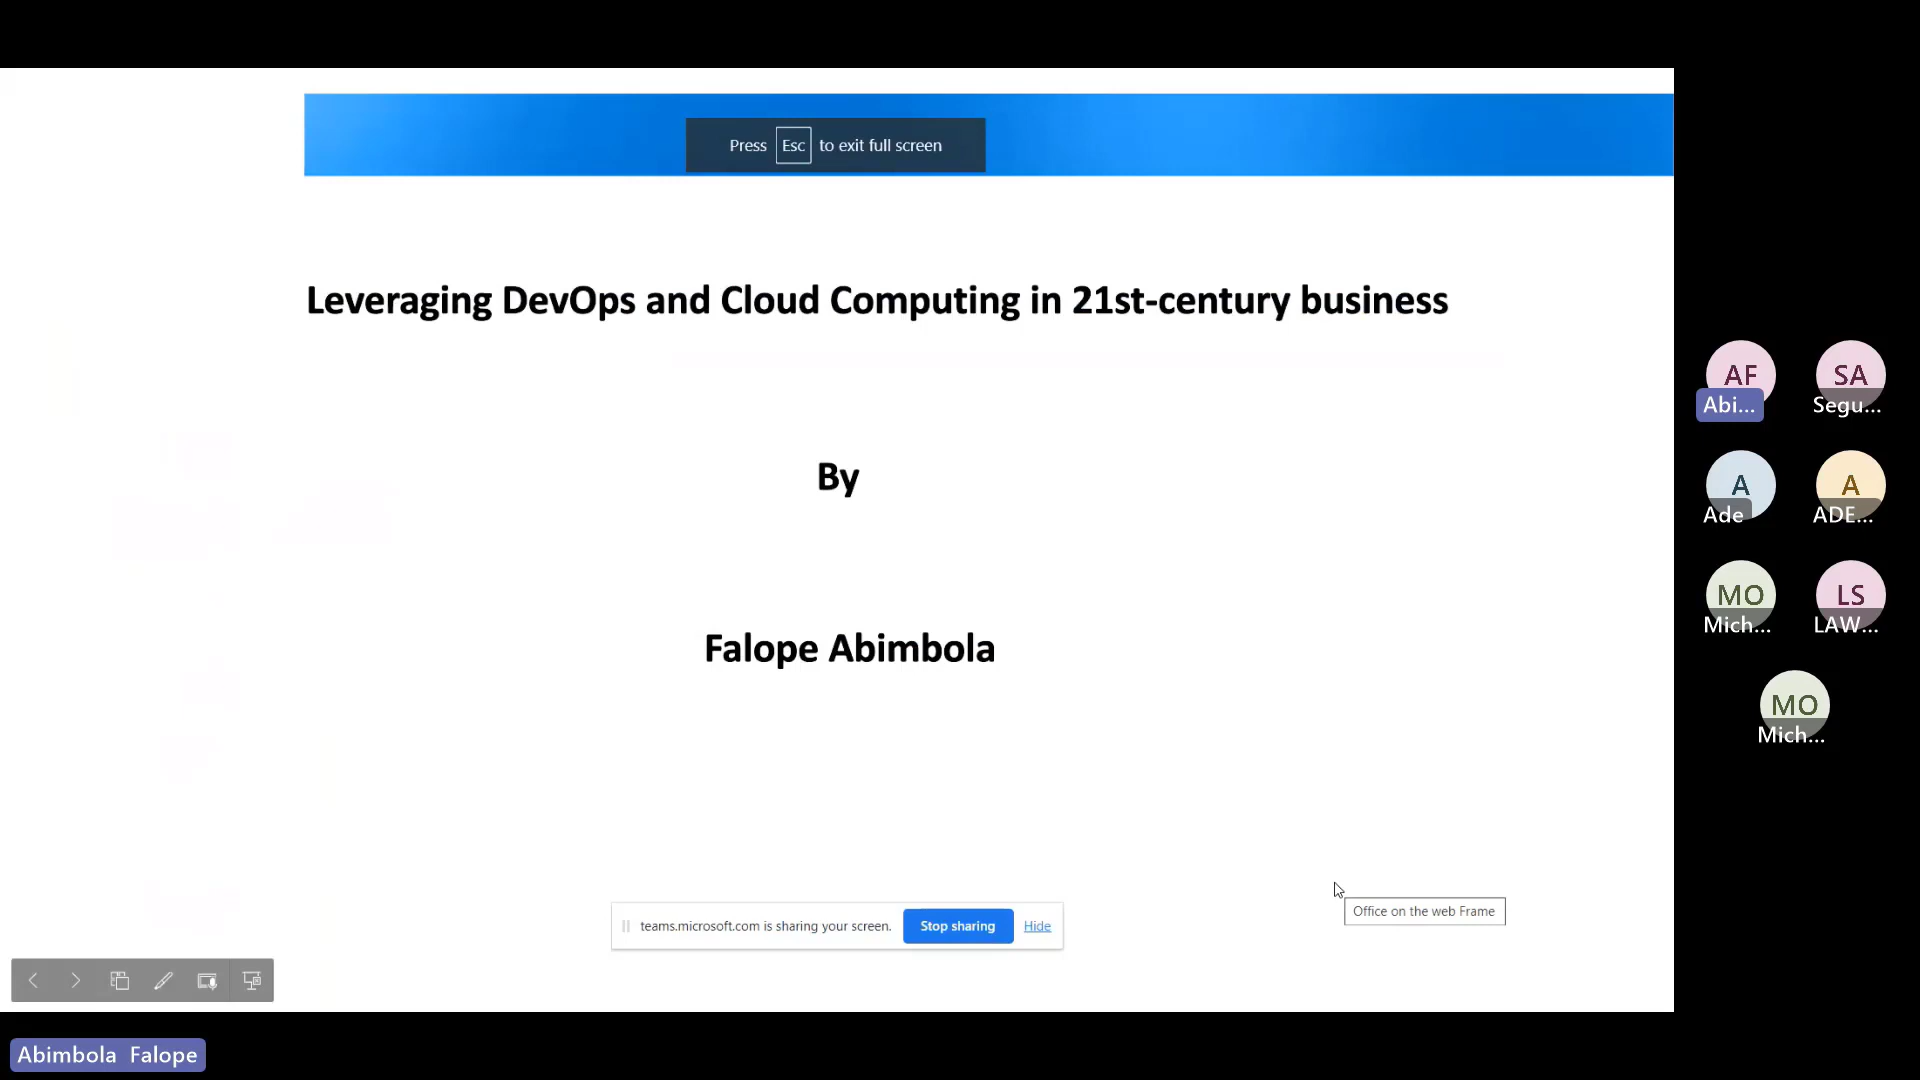 Press Esc to exit full screen
Leveraging DevOps and Cloud Computing in 21st-century business
By
Falope Abimbola
AF
Abi...
SA
Segu...
A
Ade
A
ADE...
MO
Mich...
LS
LAW...
MO
Mich...
Office on the web Frame
teams.microsoft.com is sharing your screen. Stop sharing Hide
Abimbola Falope